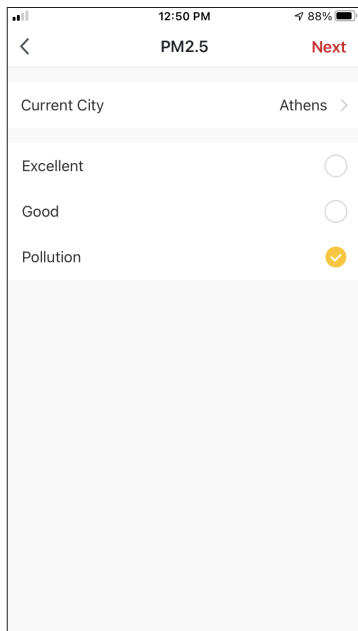 12:50 PM 88%
PM2.5 Next
Current City Athens
Excellent
Good
Pollution